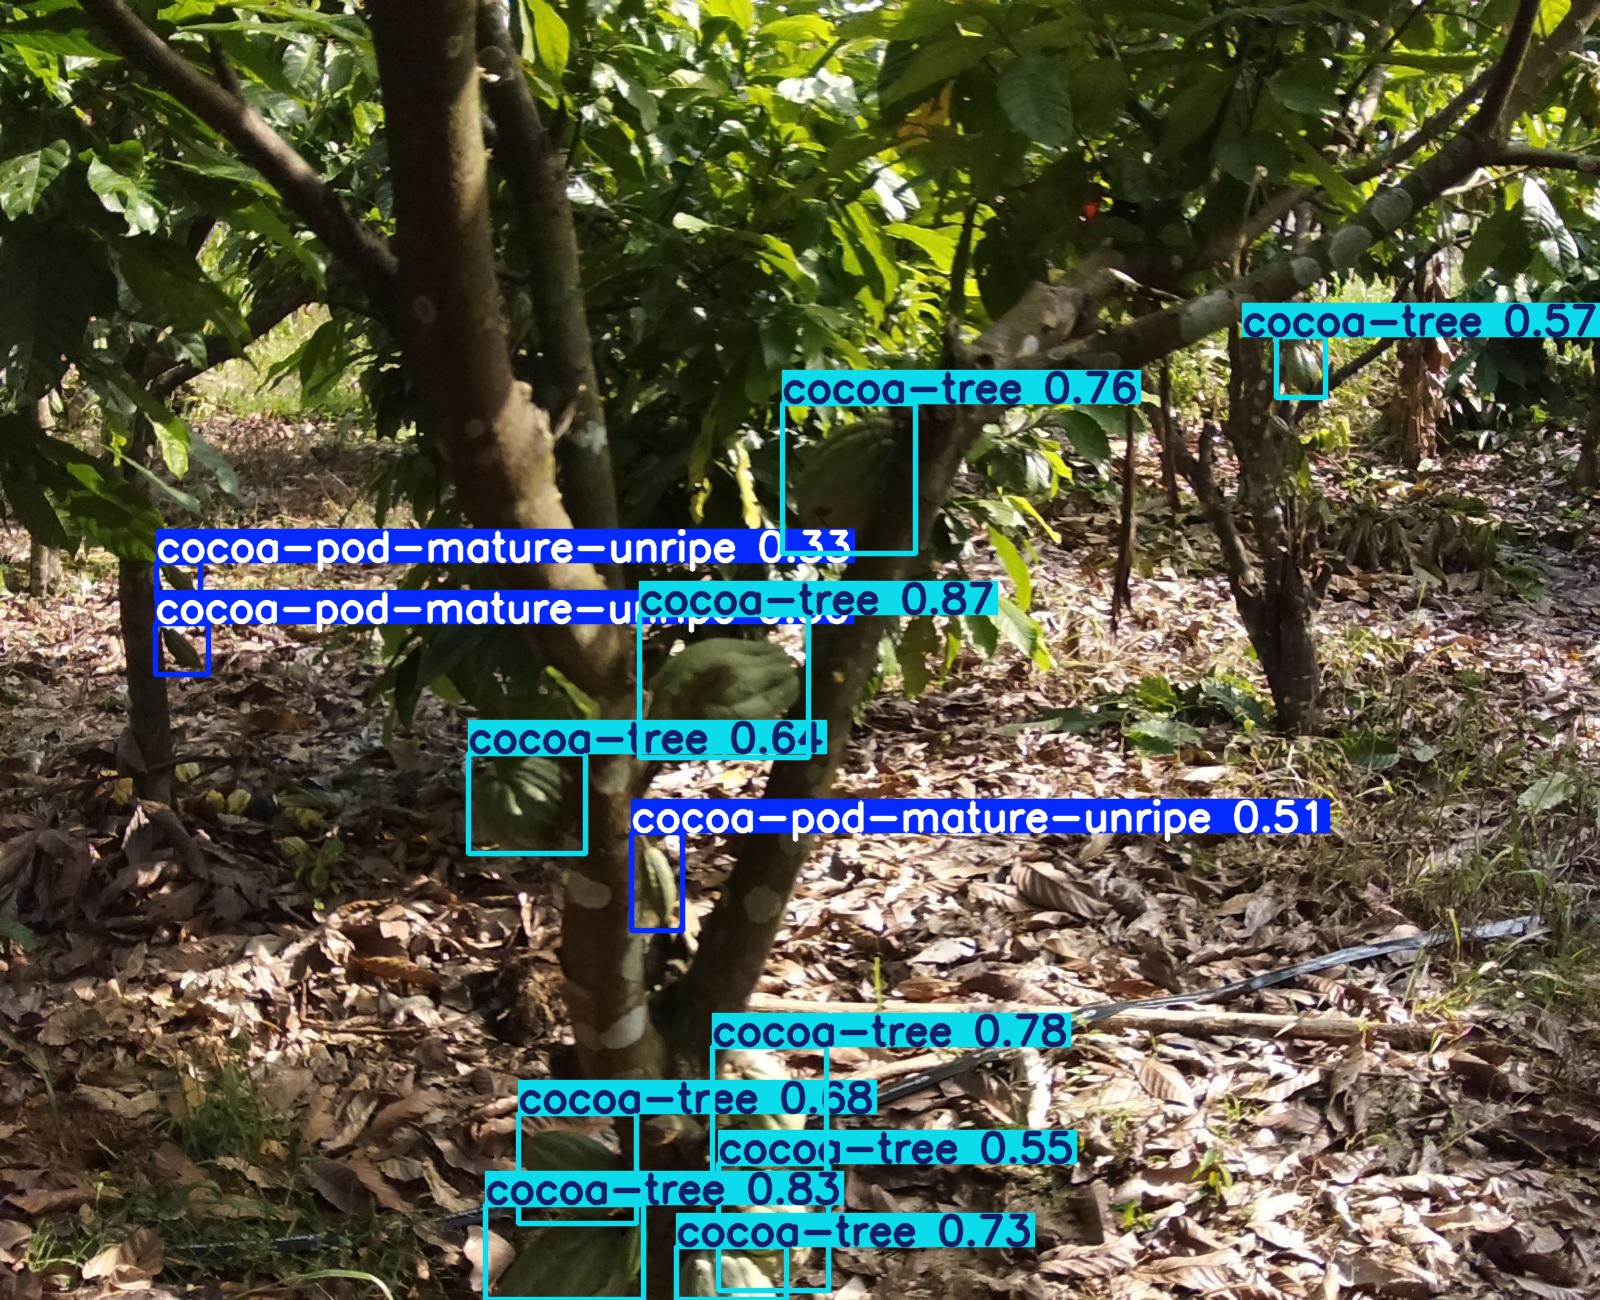 cocoa-tree 0.57
cocoa-tree 0.76
cocoa-pod-mature-unripe 0.33
cocoa-pod-mature-un
cocoa-tree 0.87
cocoa-tree 0.64
cocoa-pod-mature-unripe 0.51
cocoa-tree 0.78
cocoa-tree 0.68
cocoa-tree 0.55
cocoa-tree 0.83
cocoa-tree 0.73